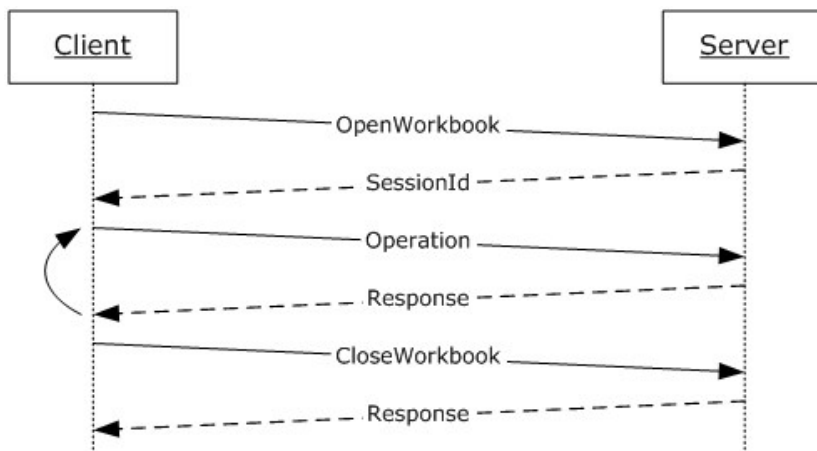 Client
Server
OpenWorkbook
SessionId
Operation
Response
CloseWorkbook
Response